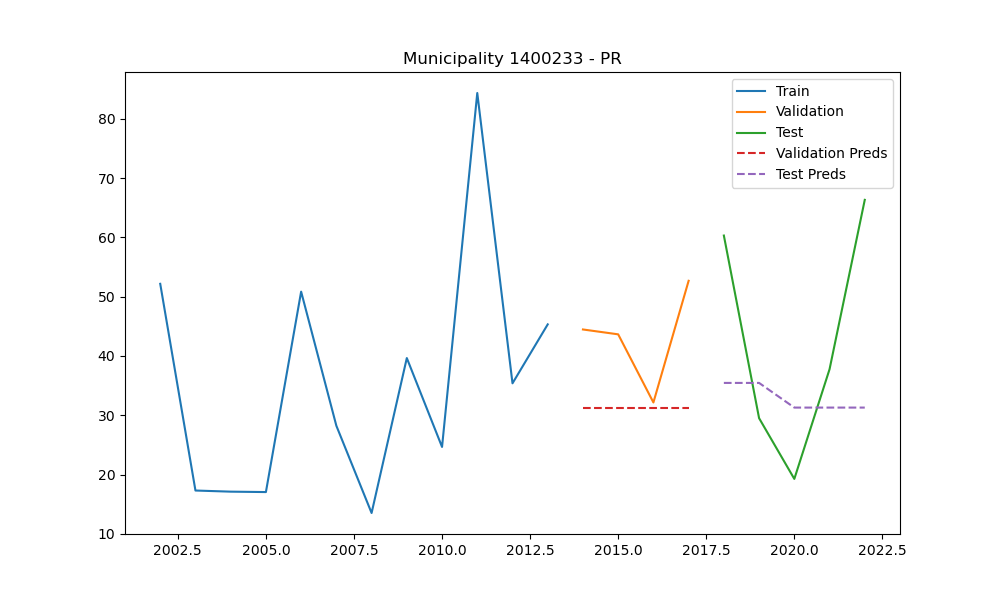 Municipality 1400233 - PR
Train
Validation
Test
Validation Preds
Test Preds
80
70
60
50
40
30
20
10
2002.5 2005.0 2007.5 2010.0 2012.5 2015.0 2017.5 2020.0 2022.5